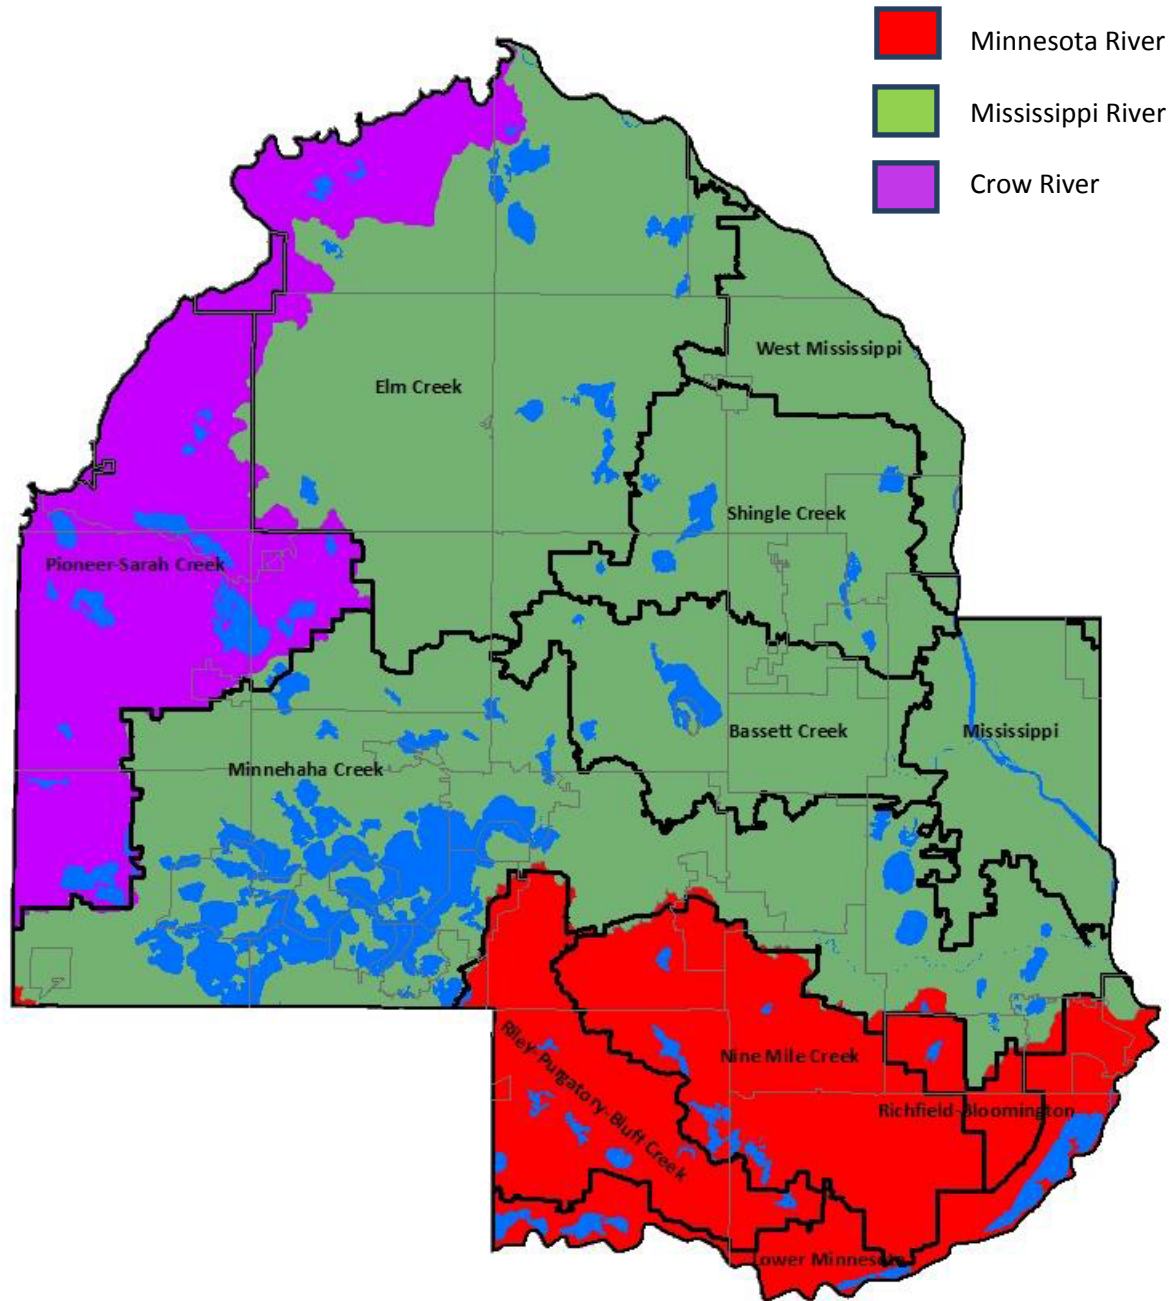 Minnesota River
Mississippi River
Crow River
West Mississippi
Elm Creek
Shingle Creek
Pioneer-Sarah Creek
Bassett Creek
Mississippi
Minnehaha Creek
Riley-Purgatory-Bluff Creek
Nine Mile Creek
Richfield-Bloomington
Lower Minnesota